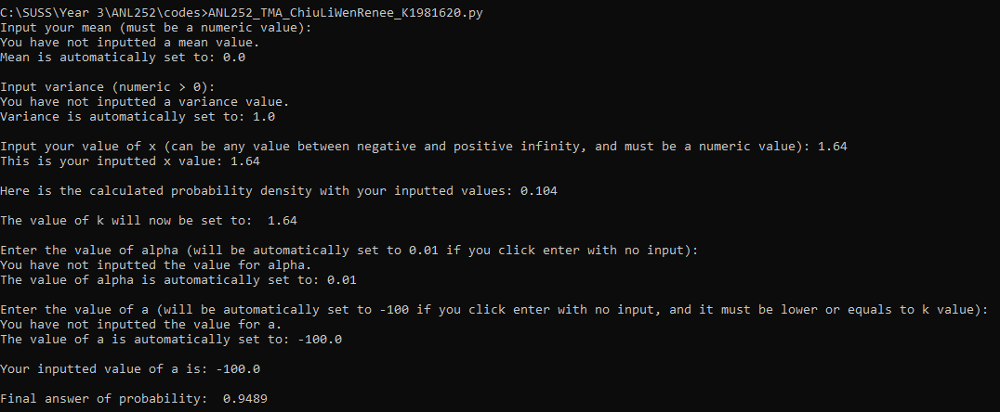 C:\SUSS\Year 3\ANL252\codes>ANL252_TMA_ChiuLiWenRenee_K1981620.py
Input your mean (must be a numeric value):
You have not inputted a mean value.
Mean is automatically set to: 0.0
Input variance (numeric > 0):
You have not inputted a variance value.
Variance is automatically set to: 1.0
Input your value of x (can be any value between negative and positive infinity, and must be a numeric value): 1.64
This is your inputted x value: 1.64
Here is the calculated probability density with your inputted values: 0.104
The value of k will now be set to:  1.64
Enter the value of alpha (will be automatically set to 0.01 if you click enter with no input):
You have not inputted the value for alpha.
The value of alpha is automatically set to: 0.01
Enter the value of a (will be automatically set to -100 if you click enter with no input, and it must be lower or equals to k value):
You have not inputted the value for a.
The value of a is automatically set to: -100.0
Your inputted value of a is: -100.0
Final answer of probability:  0.9489